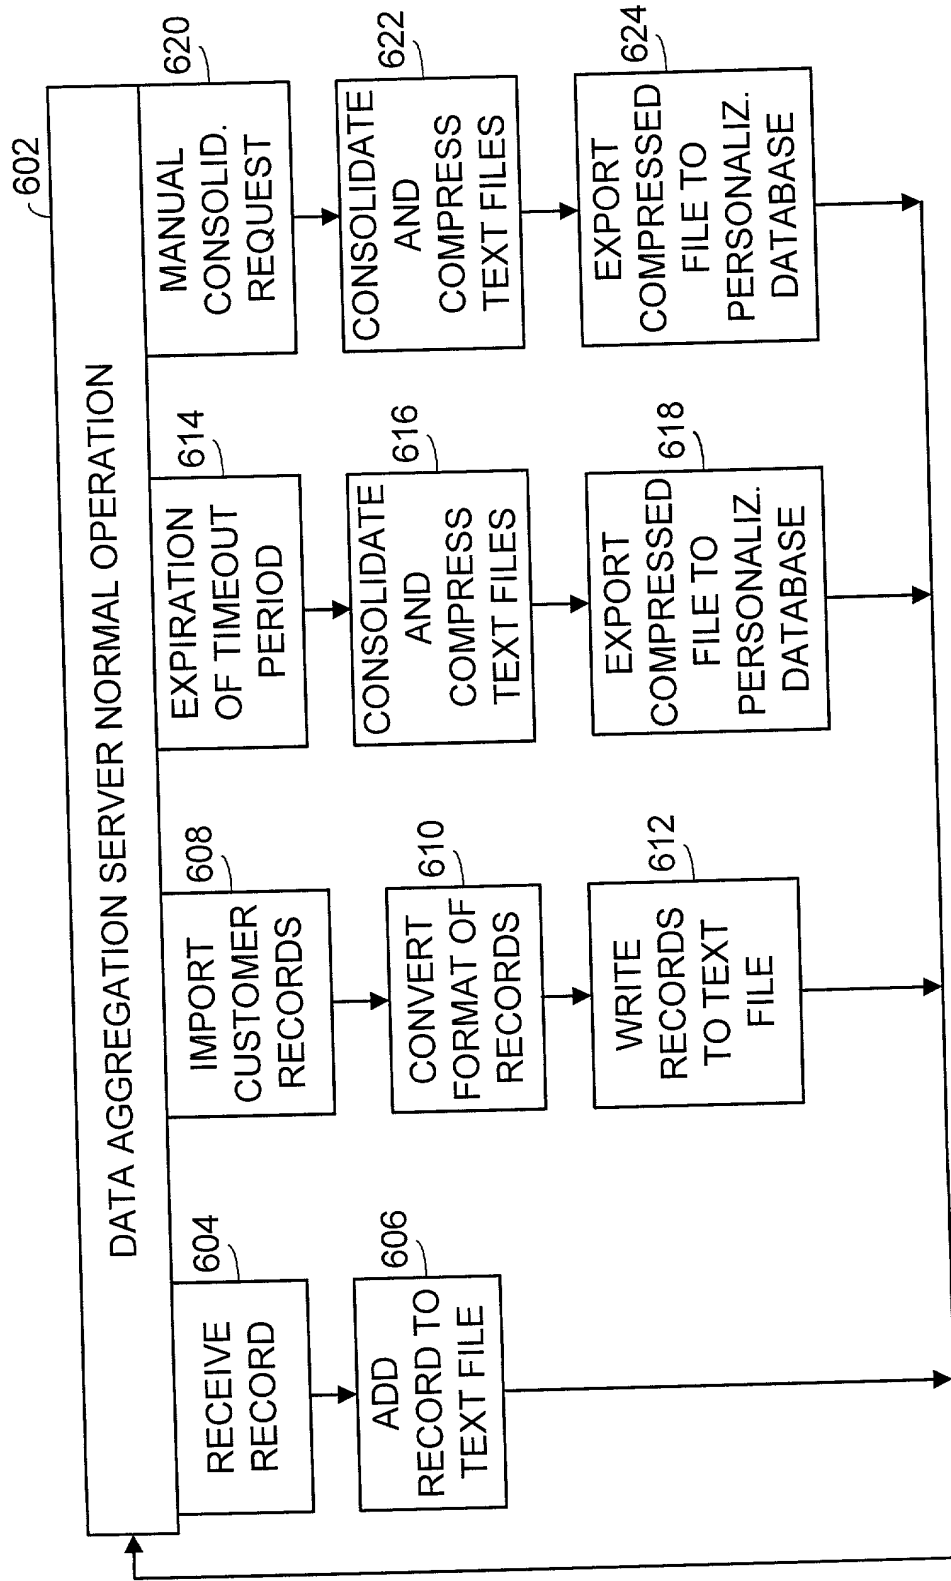 602
DATA AGGREGATION SERVER NORMAL OPERATION
604
RECEIVE
RECORD
606
ADD
RECORD TO
TEXT FILE
608
IMPORT
CUSTOMER
RECORDS
610
CONVERT
FORMAT OF
RECORDS
612
WRITE
RECORDS
TO TEXT
FILE
614
EXPIRATION
OF TIMEOUT
PERIOD
616
CONSOLIDATE
AND
COMPRESS
TEXT FILES
618
EXPORT
COMPRESSED
FILE TO
PERSONALIZ.
DATABASE
620
MANUAL
CONSOLID.
REQUEST
622
CONSOLIDATE
AND
COMPRESS
TEXT FILES
624
EXPORT
COMPRESSED
FILE TO
PERSONALIZ.
DATABASE